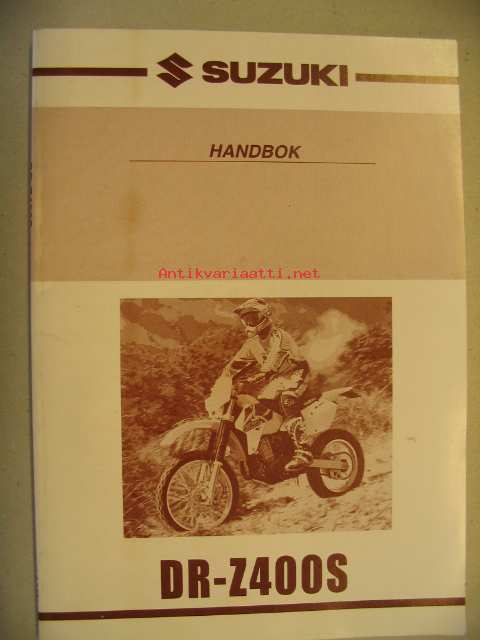 SUZUKI
HANDBOK
Antikvariaatti.net
DR-Z400S